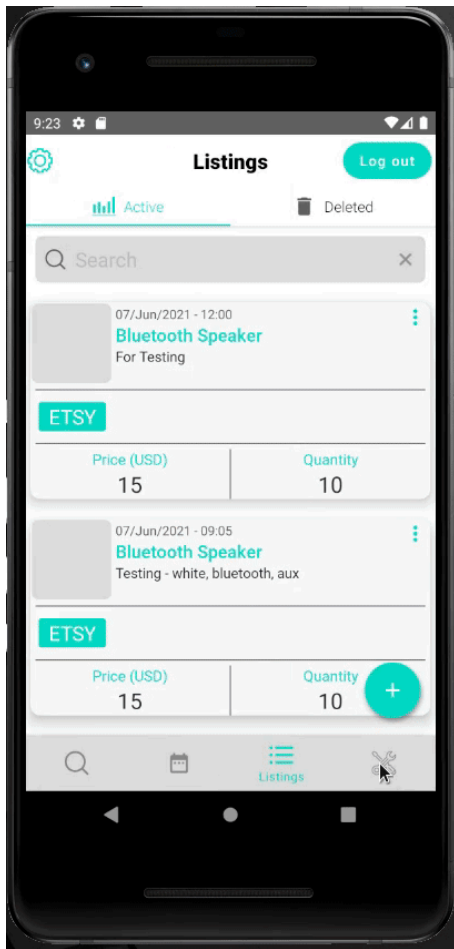 9:23
Listings
Log out
Active
Deleted
Search
07/Jun/2021 - 12:00
Bluetooth Speaker
For Testing
ETSY
Price (USD)
Quantity
15
10
07/Jun/2021 - 09:05
Bluetooth Speaker
Testing - white, bluetooth, aux
ETSY
Price (USD)
Quantity
15
10
+
Listings